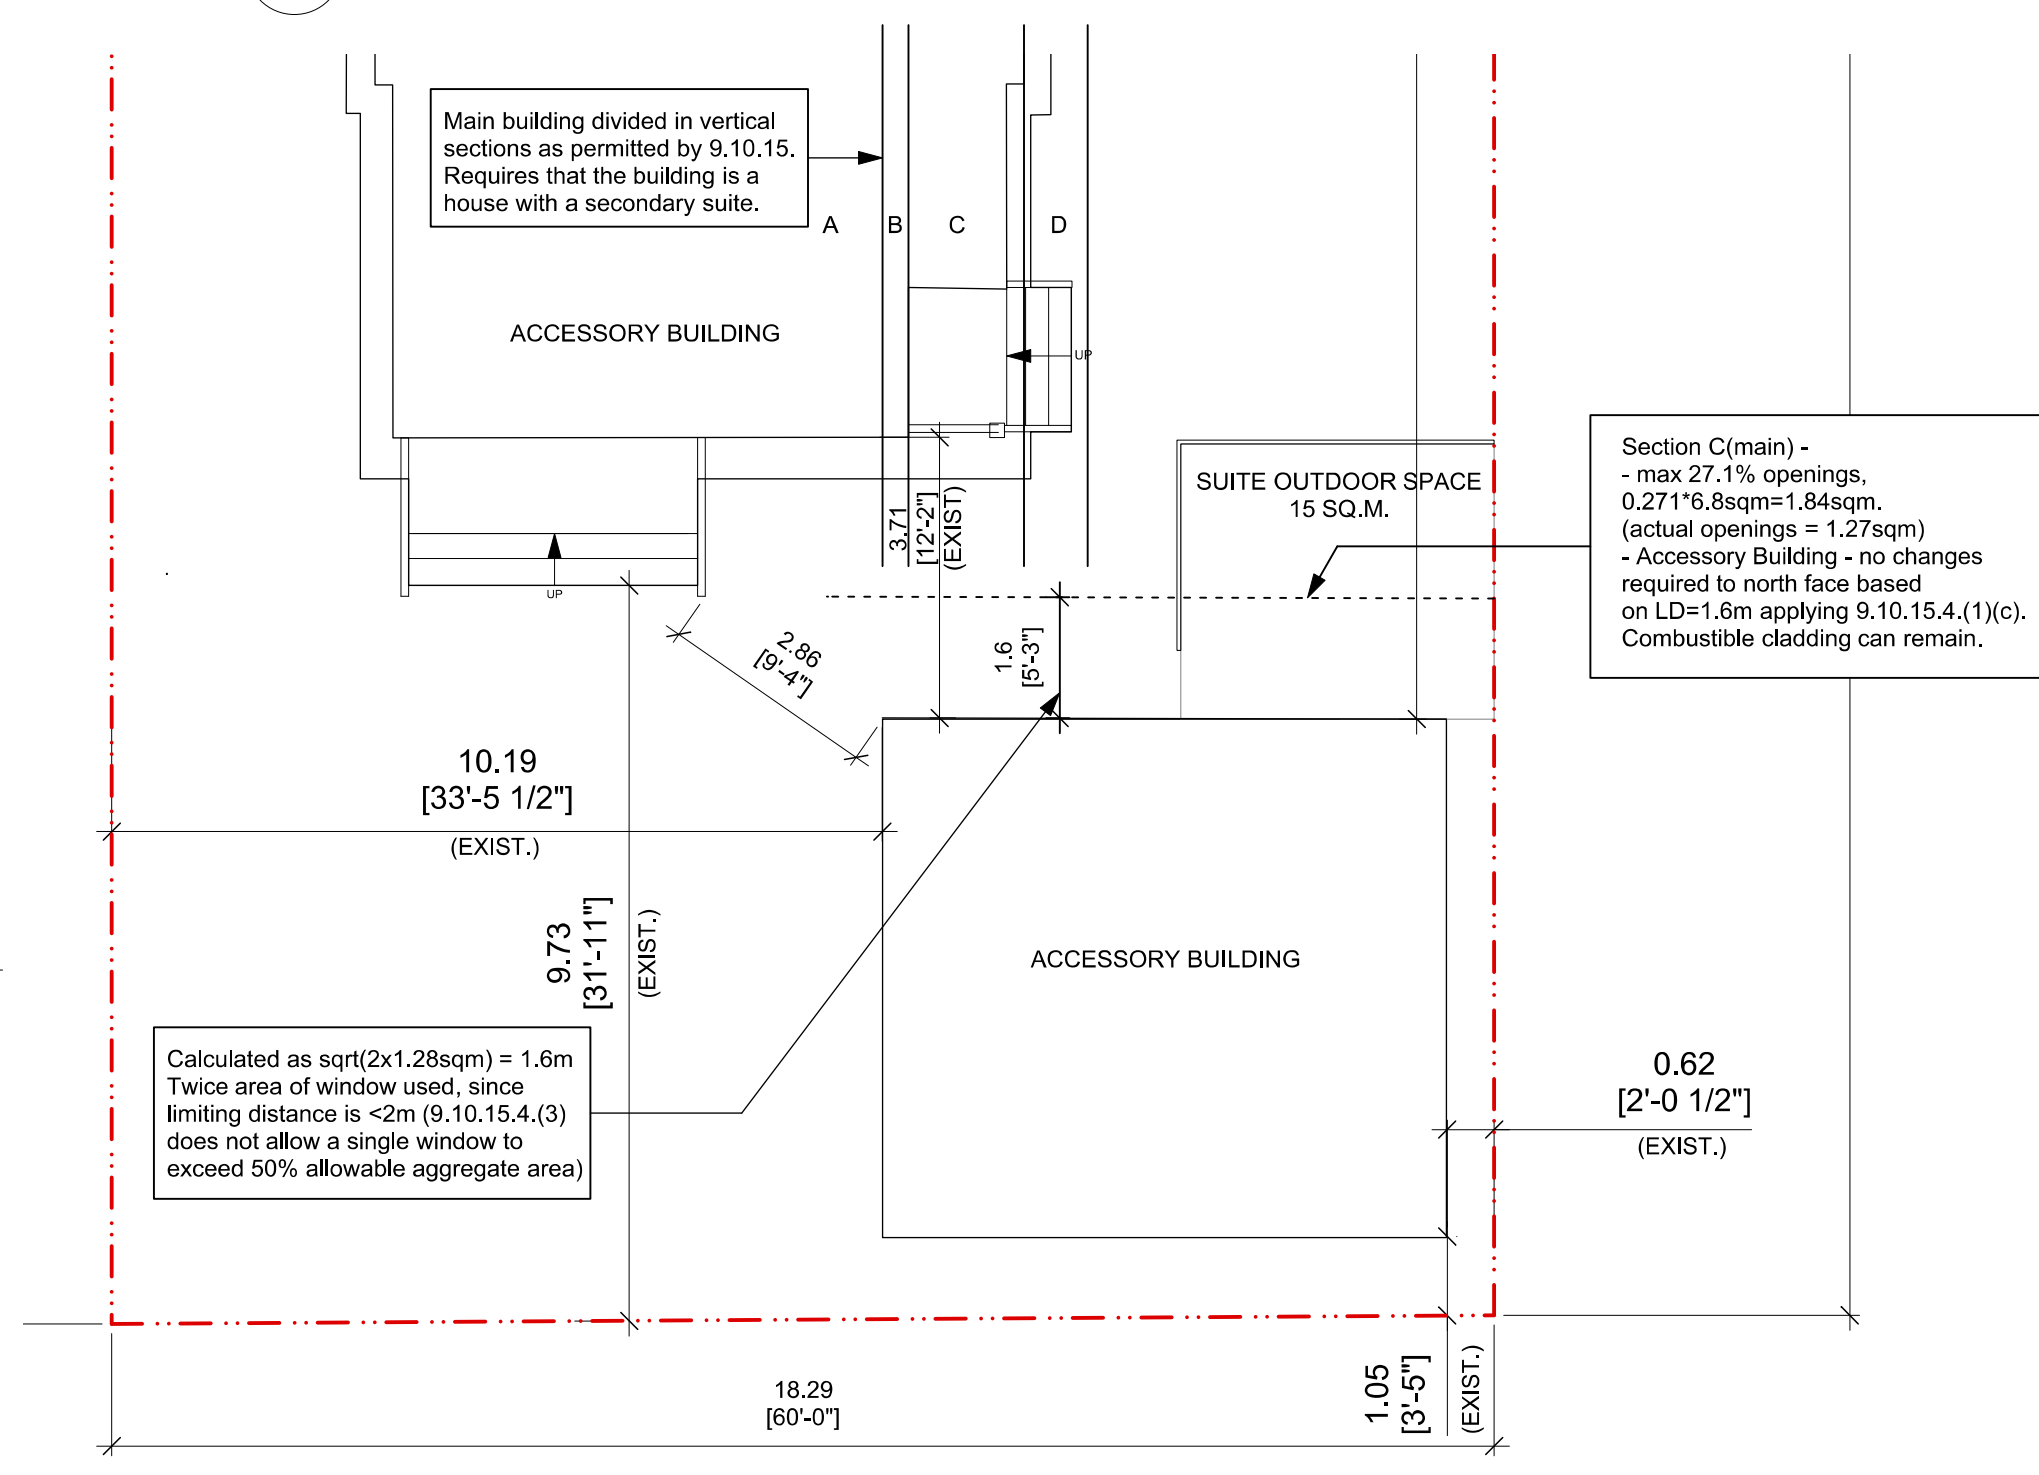 Main building divided in vertical
sections as permitted by 9.10.15.
Requires that the building is a
house with a secondary suite.
A
B
C
D
ACCESSORY BUILDING
UP
UP
3.71
[12'-2"]
(EXIST)
SUITE OUTDOOR SPACE
15 SQ.M.
Section C(main) -
- max 27.1% openings,
0.271*6.8sqm=1.84sqm.
(actual openings = 1.27sqm)
- Accessory Building - no changes
required to north face based
on LD=1.6m applying 9.10.15.4.(1)(c).
Combustible cladding can remain.
2.86
[9'-4"]
1.6
[5'-3"]
10.19
[33'-5 1/2"]
(EXIST.)
9.73
[31'-11"]
(EXIST.)
ACCESSORY BUILDING
Calculated as sqrt(2x1.28sqm) = 1.6m
Twice area of window used, since
limiting distance is <2m (9.10.15.4.(3)
does not allow a single window to
exceed 50% allowable aggregate area)
0.62
[2'-0 1/2"]
(EXIST.)
18.29
[60'-0"]
1.05
[3'-5"]
(EXIST.)